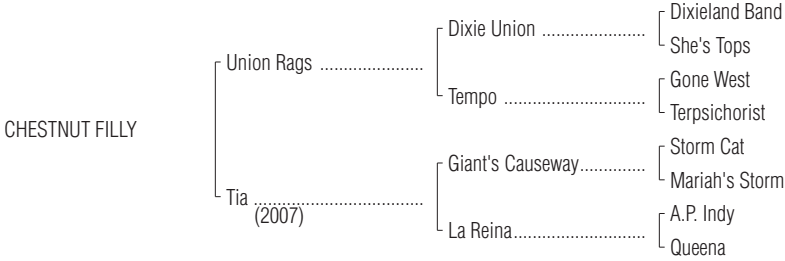 Dixieland Band
Dixie Union ......................
She's Tops
Union Rags ......................
Gone West
Tempo ..............................
Terpsichorist
CHESTNUT FILLY
Storm Cat
Giant's Causeway..............
Mariah's Storm
Tia ....................................
(2007)
A.P. Indy
La Reina............................
Queena